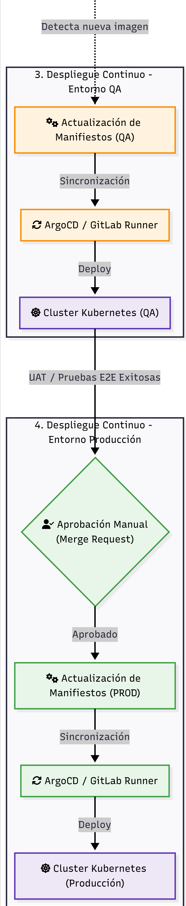 Detecta nueva imagen
3. Despliegue Continuo -
Entorno QA
Actualización de
Manifiestos (QA)
Sincronización
ArgoCD / GitLab Runner
Deploy
Cluster Kubernetes (QA)
UAT / Pruebas E2E Exitosas
4. Despliegue Continuo -
Entorno Producción
Aprobación Manual
(Merge Request)
Aprobado
Actualización de
Manifiestos (PROD)
Sincronización
ArgoCD / GitLab Runner
Deploy
Cluster Kubernetes
(Producción)